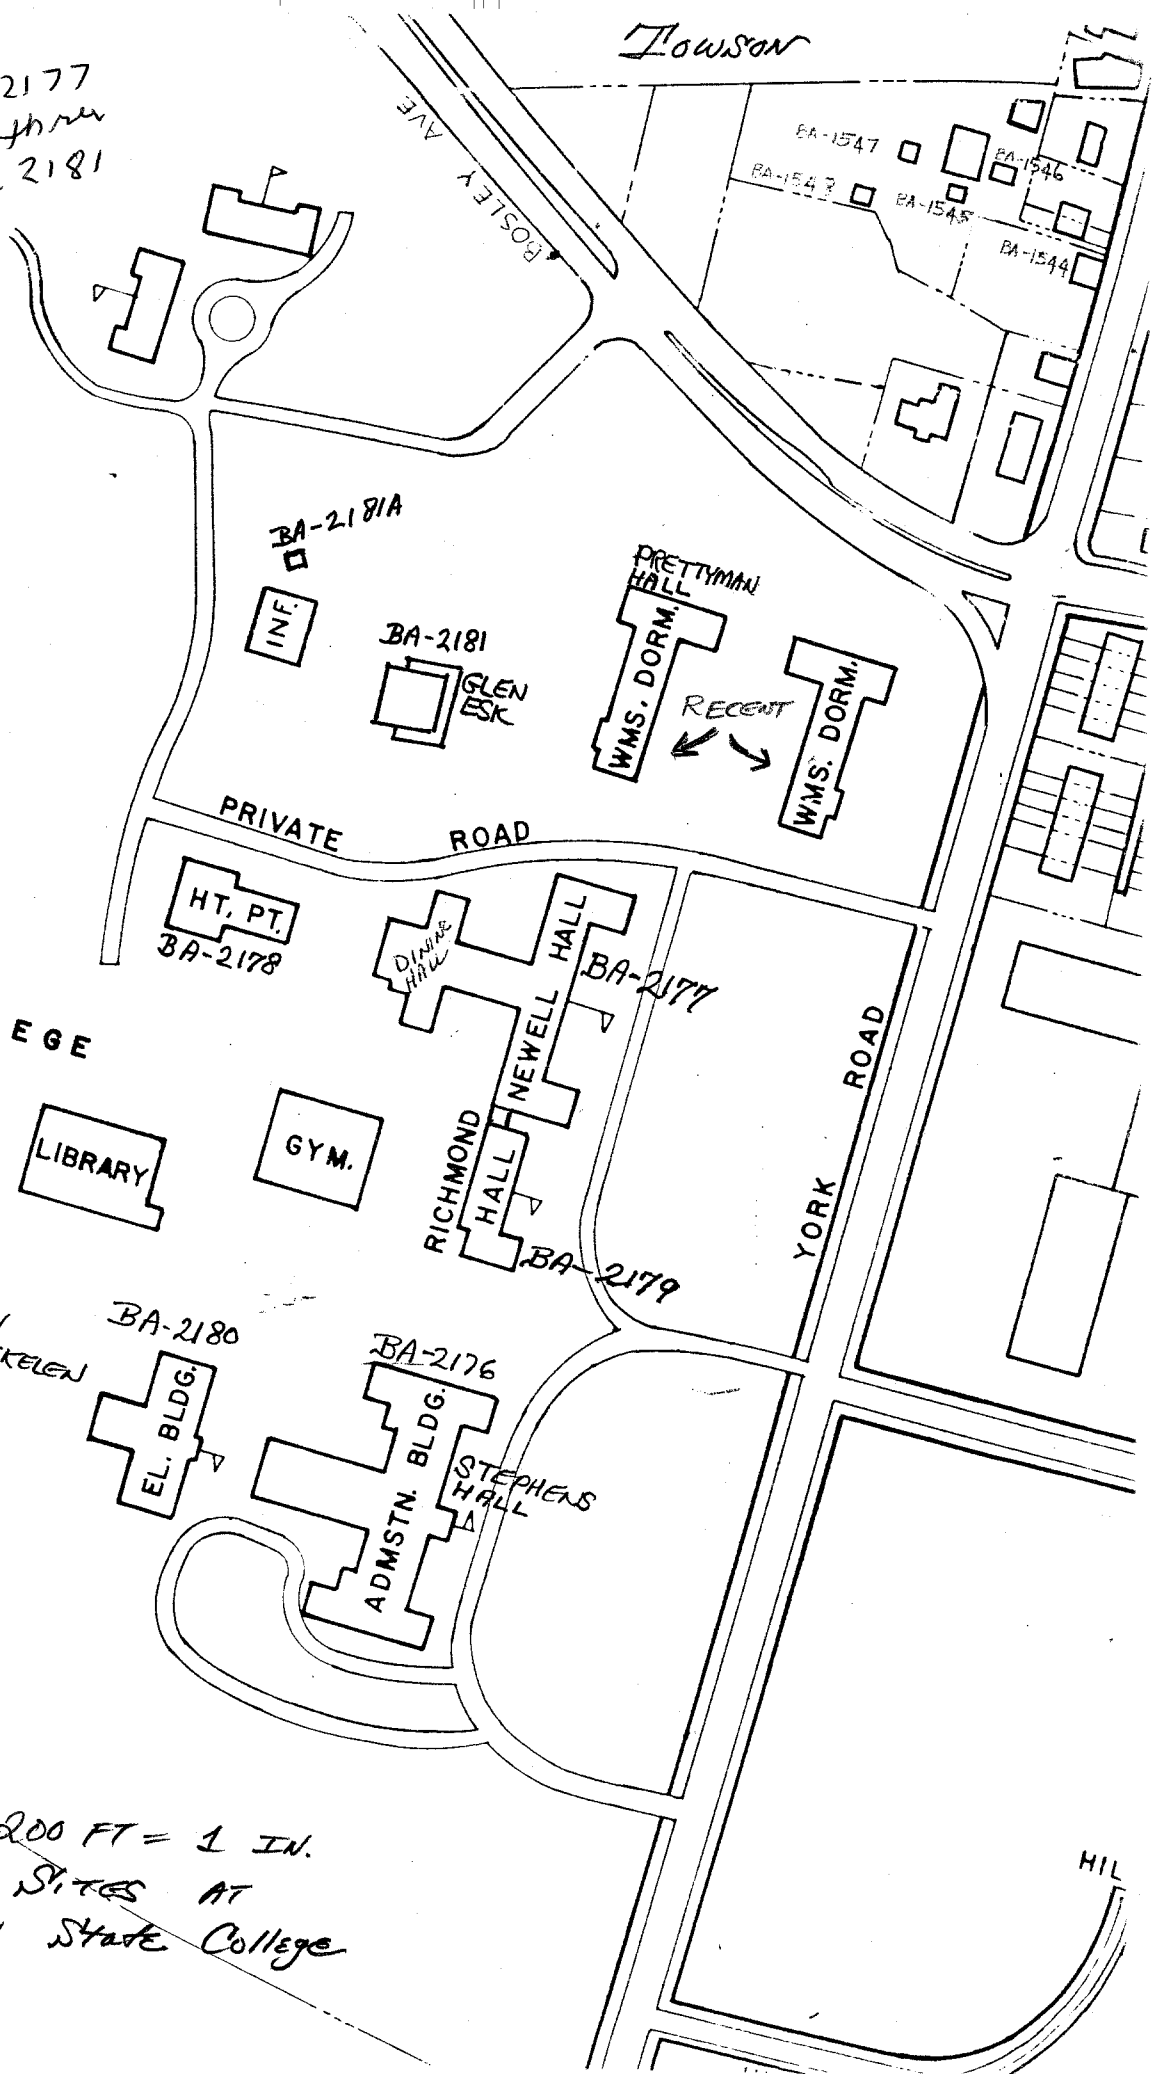 TOWSON
2177
thru
2181
BOSLEY AVE
BA-1547
BA-1546
BA-1543
BA-1545
BA-1544
BA-2181A
INF.
PRETTYMAN
HALL
WMS. DORM.
BA-2181
GLEN
ESK
RECENT
WMS. DORM.
PRIVATE ROAD
HT. PT.
BA-2178
DINING
HALL
NEWELL HALL
BA-2177
EGE
LIBRARY
GYM.
RICHMOND
HALL
BA-2179
YORK ROAD
BA-2180
KELEN
EL. BLDG.
BA-2176
ADMSTN. BLDG.
STEPHENS
HALL
200 FT = 1 IN.
SITES AT
State College
HIL